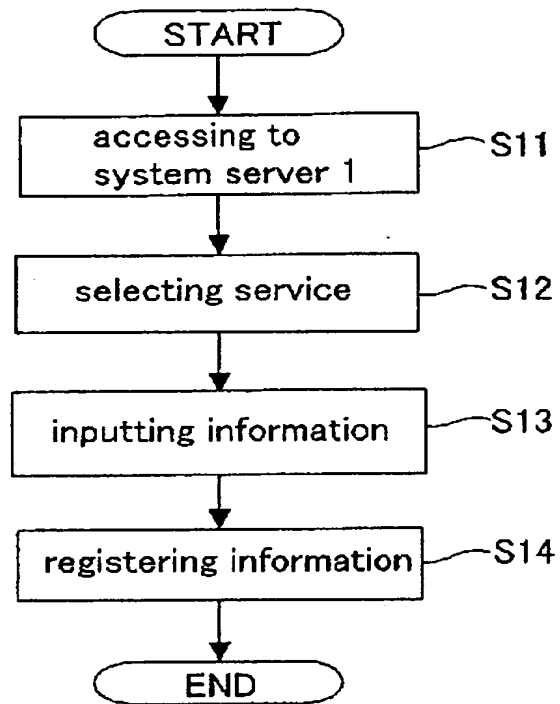 START
accessing to
system server 1
S11
selecting service
S12
inputting information
S13
registering information
S14
END